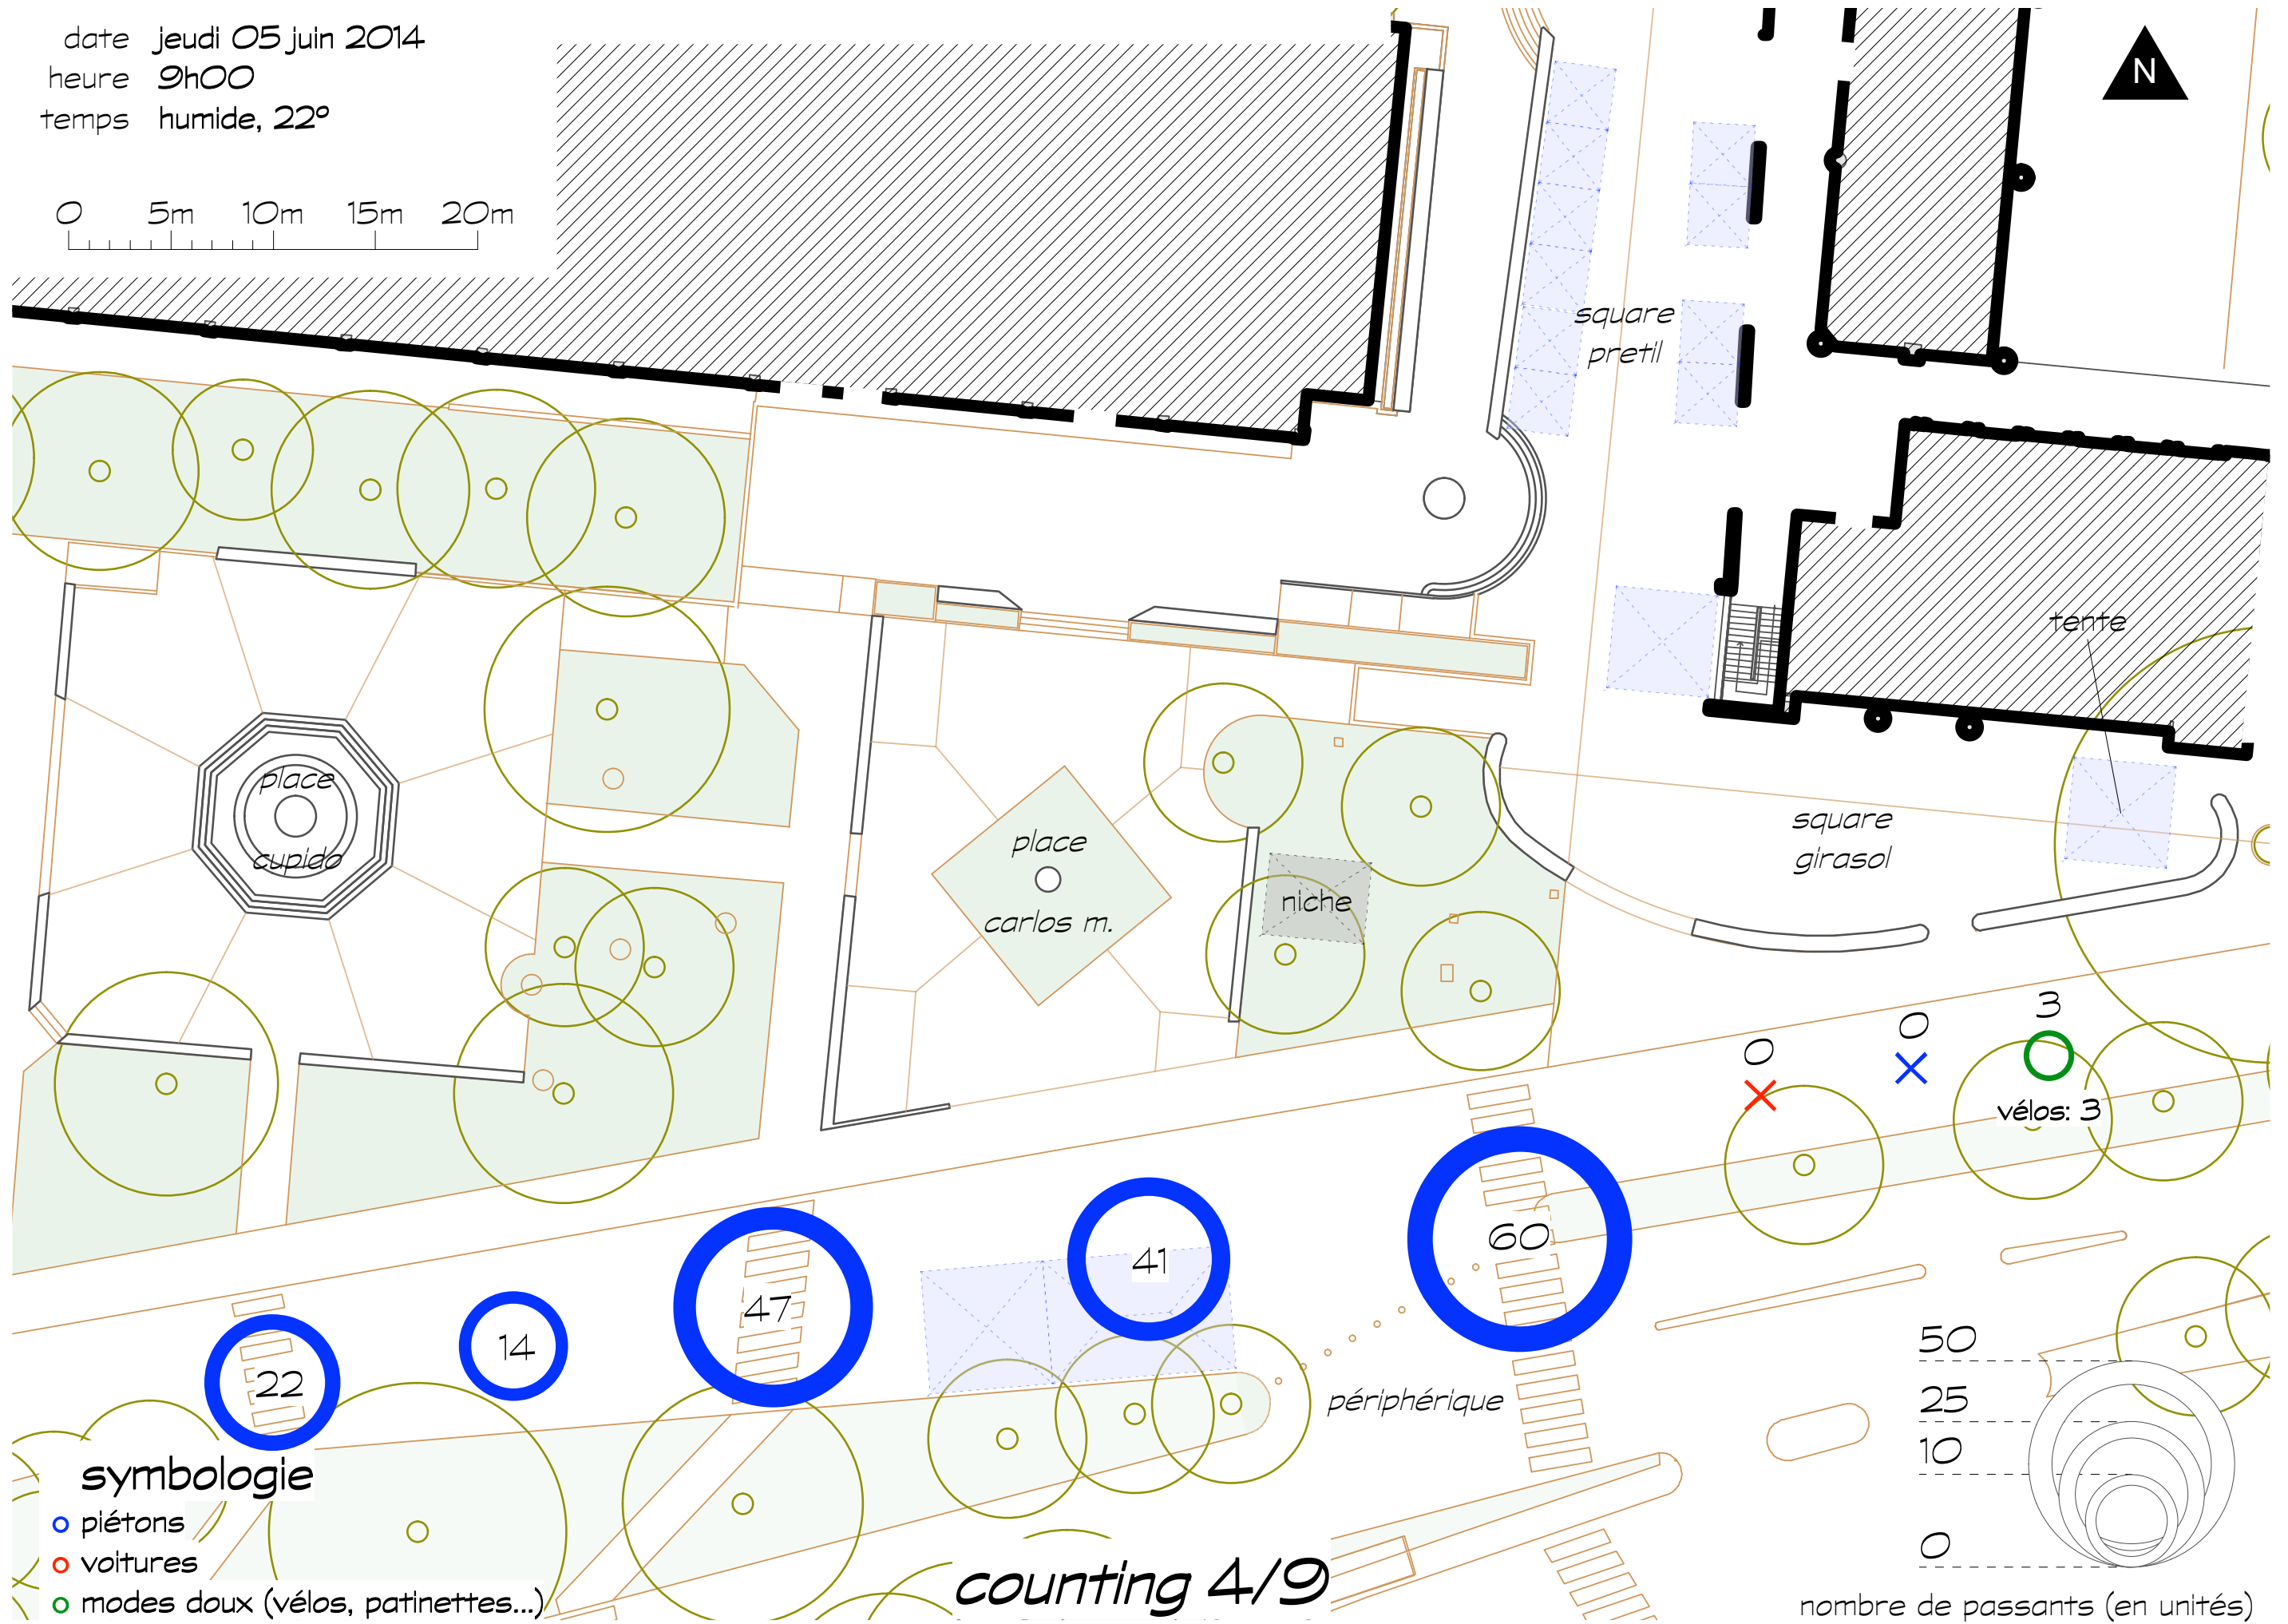 date jeudi 05 juin 2014
heure 9h00
temps humide, 22°
0 5m 10m 15m 20m
N
square
pretil
tente
place
cupido
place
carlos m.
niche
square
girasol
0
0
3
vélos: 3
60
41
47
14
22
périphérique
symbologie
piétons
voitures
modes doux (vélos, patinettes...)
counting 4/9
50
25
10
0
nombre de passants (en unités)